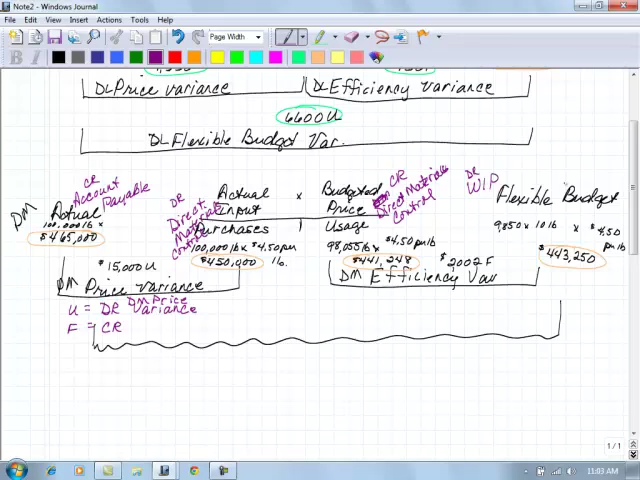 Note2 - Windows Journal
File Edit View Insert Actions Tools Help
Page Width
DL Price Variance
DL Efficiency Variance
6600 U
DL Flexible Budget Var.
DM
CR
Account
Payable
Actual
100,000 lb x
$465,000
DR
Direct
Materials
Control
Actual x Budgeted
Input Price
Purchases | Usage
100,000 lb x $4.50 per lb.
$450,000
98,055 lb x $4.50 per lb
$441,248
CR
Direct Materials
Control
DR
WIP
Flexible Budget
9,850 x 10 lb x $4.50 per lb
$443,250
$15,000 U
$2002 F
DM Price Variance
DM Efficiency Var
U = DR DM Price Variance
F = CR
1 / 1
11:03 AM